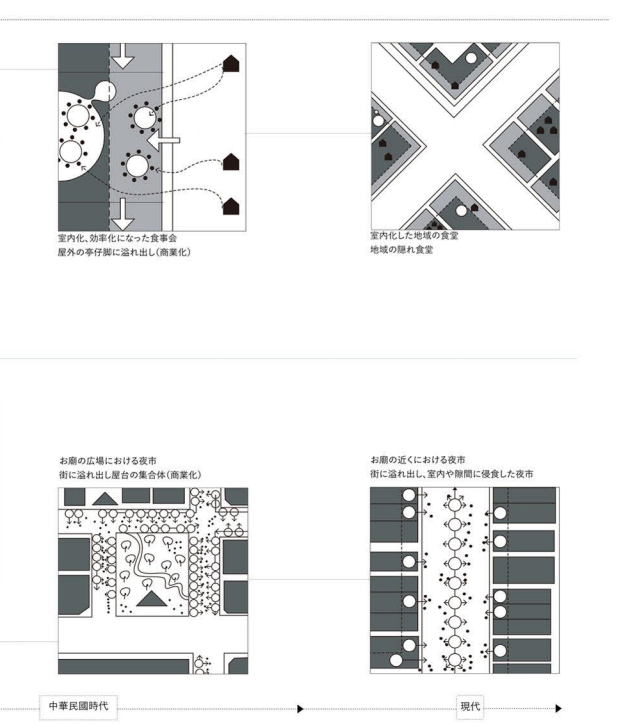 室内化、効率化になった食事会
屋外の亭仔脚に溢れ出し(商業化)
室内化した地域の食堂
地域の隠れ食堂
お廟の広場における夜市
街に溢れ出し屋台の集合体(商業化)
お廟の近くにおける夜市
街に溢れ出し、室内や隙間に侵食した夜市
中華民國時代
現代